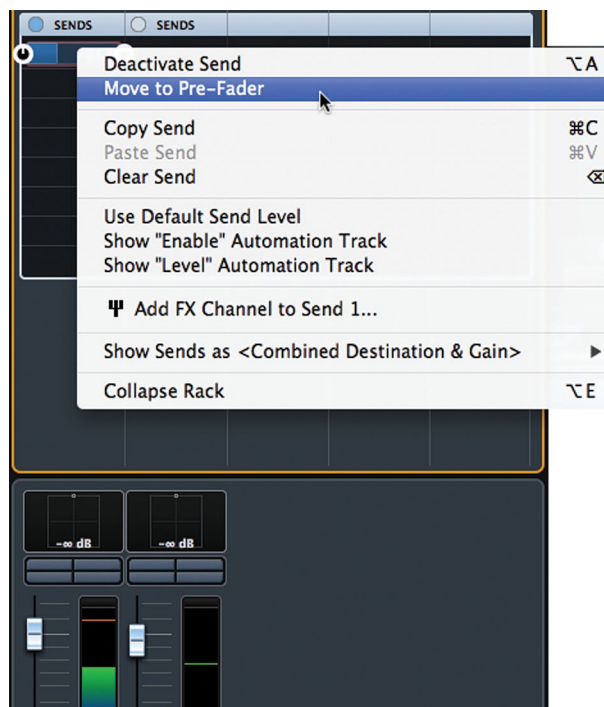 SENDS SENDS
Deactivate Send ⌥A
Move to Pre-Fader
Copy Send ⌘C
Paste Send ⌘V
Clear Send ⌫
Use Default Send Level
Show "Enable" Automation Track
Show "Level" Automation Track
Add FX Channel to Send 1...
Show Sends as <Combined Destination & Gain>
Collapse Rack ⌥E
-∞ dB -∞ dB